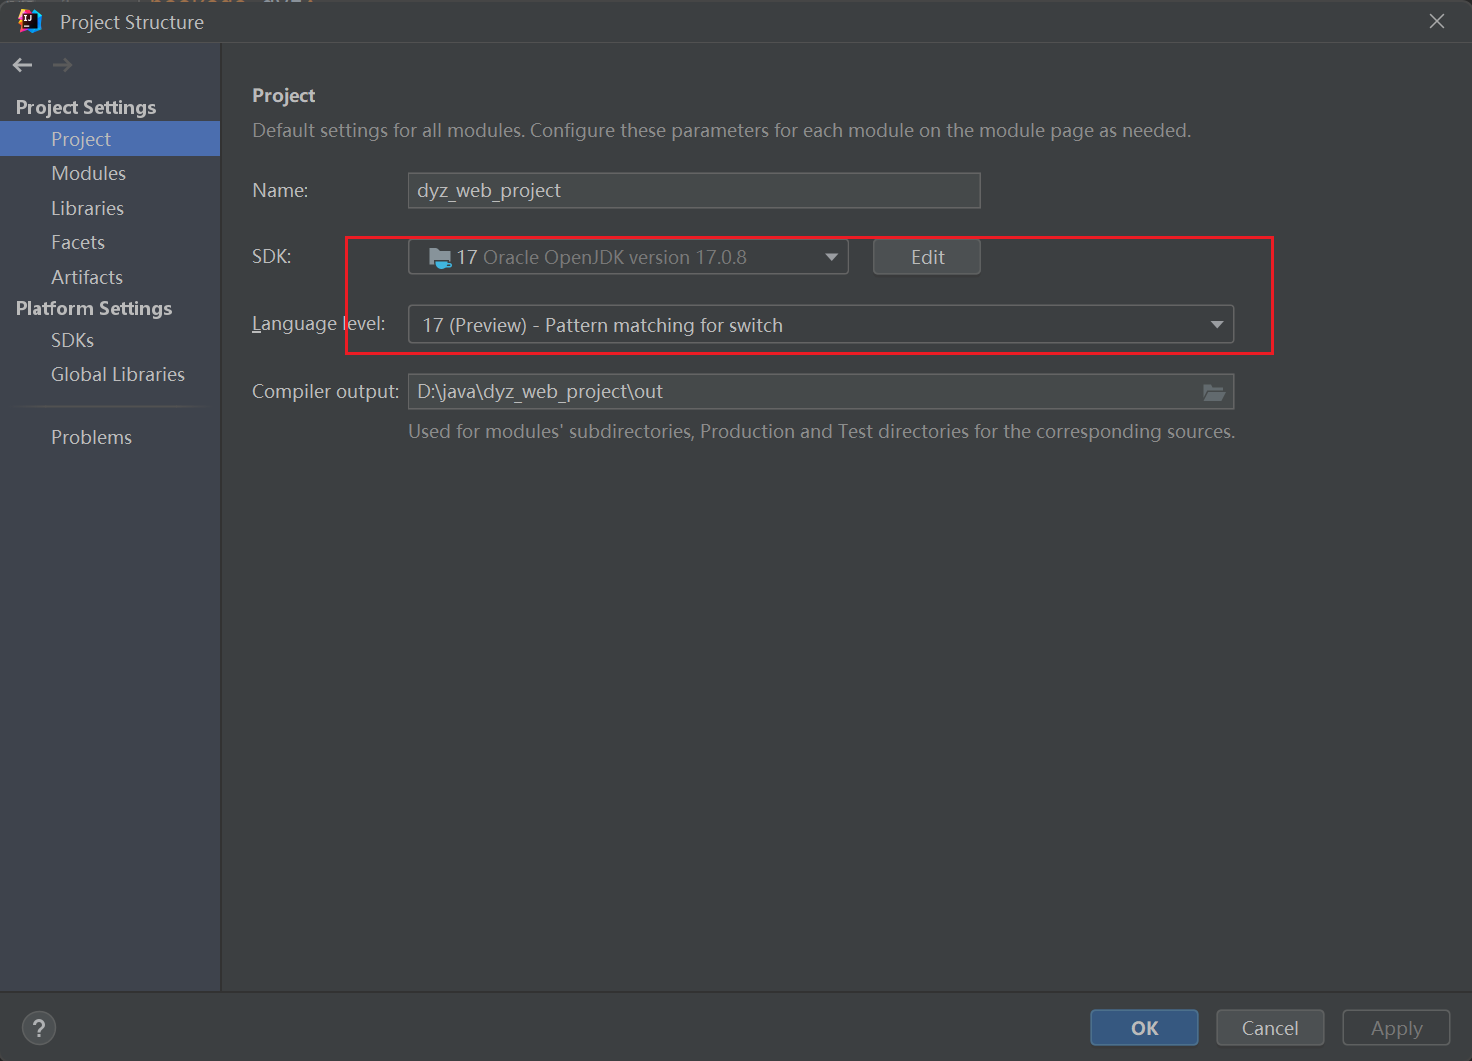 Project Structure
Project Settings
Project
Modules
Libraries
Facets
Artifacts
Platform Settings
SDKs
Global Libraries
Problems
Project
Default settings for all modules. Configure these parameters for each module on the module page as needed.
Name: dyz_web_project
SDK: 17 Oracle OpenJDK version 17.0.8 Edit
Language level: 17 (Preview) - Pattern matching for switch
Compiler output: D:\java\dyz_web_project\out
Used for modules' subdirectories, Production and Test directories for the corresponding sources.
? OK Cancel Apply